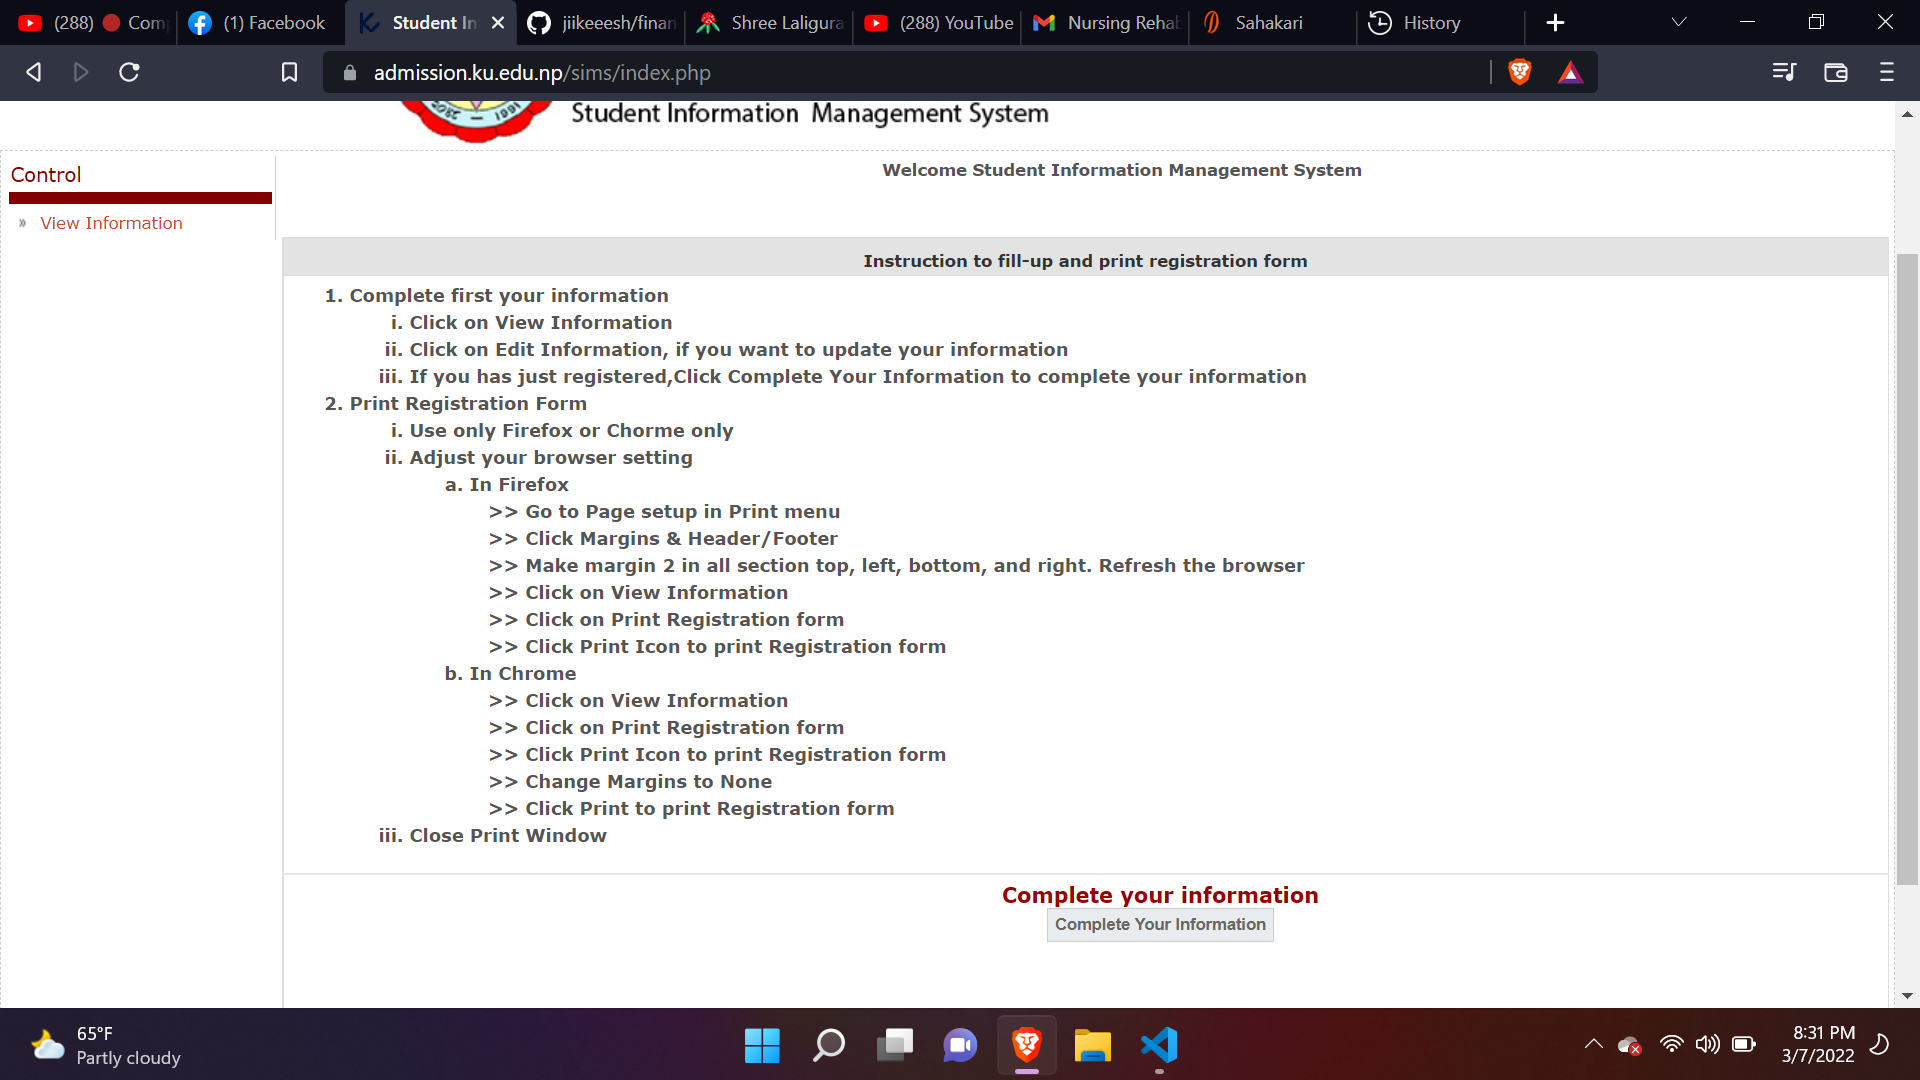 (288) Com
(1) Facebook
Student In
jiikeeesh/finan
Shree Laligura
(288) YouTube
Nursing Rehab
Sahakari
History
admission.ku.edu.np/sims/index.php
Student Information Management System
Control
View Information
Welcome Student Information Management System
Instruction to fill-up and print registration form
1. Complete first your information
i. Click on View Information
ii. Click on Edit Information, if you want to update your information
iii. If you has just registered,Click Complete Your Information to complete your information
2. Print Registration Form
i. Use only Firefox or Chorme only
ii. Adjust your browser setting
a. In Firefox
>> Go to Page setup in Print menu
>> Click Margins & Header/Footer
>> Make margin 2 in all section top, left, bottom, and right. Refresh the browser
>> Click on View Information
>> Click on Print Registration form
>> Click Print Icon to print Registration form
b. In Chrome
>> Click on View Information
>> Click on Print Registration form
>> Click Print Icon to print Registration form
>> Change Margins to None
>> Click Print to print Registration form
iii. Close Print Window
Complete your information
Complete Your Information
65°F
Partly cloudy
8:31 PM
3/7/2022